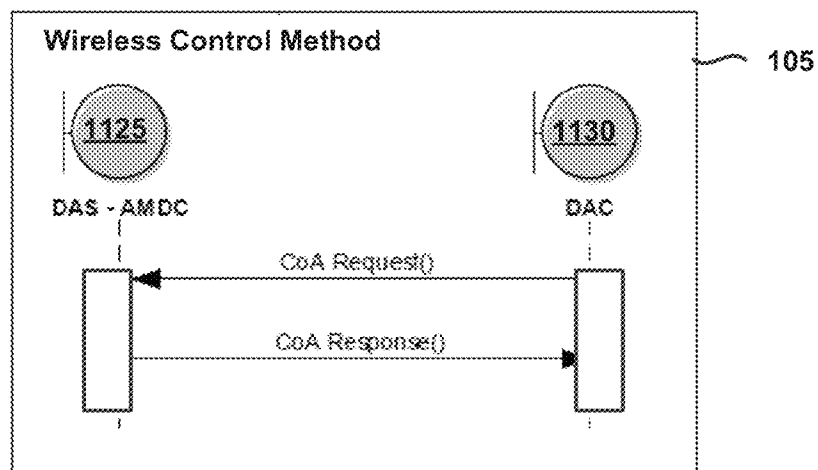 Wireless Control Method
105
1125
1130
DAS - AMDC
DAC
CoA Request()
CoA Response()